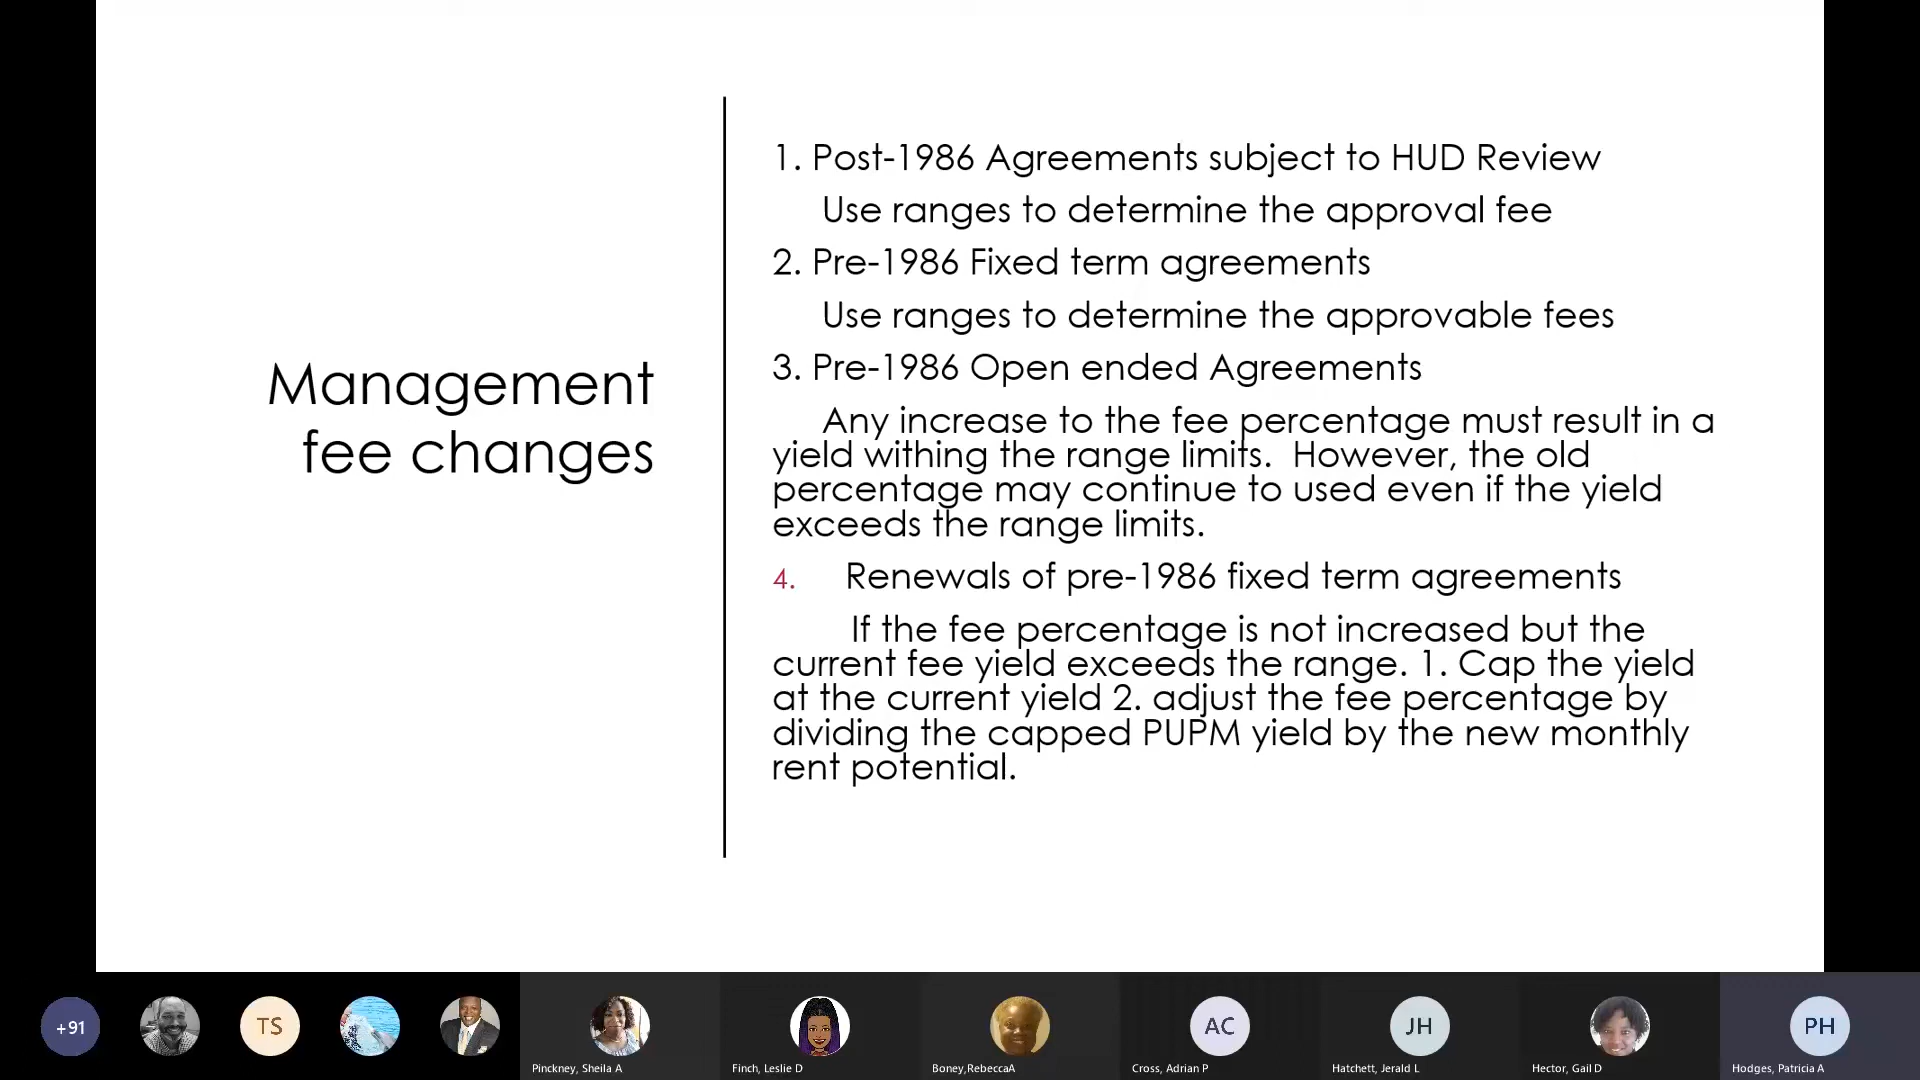 Management
fee changes
1. Post-1986 Agreements subject to HUD Review
Use ranges to determine the approval fee
2. Pre-1986 Fixed term agreements
Use ranges to determine the approvable fees
3. Pre-1986 Open ended Agreements
Any increase to the fee percentage must result in a
yield withing the range limits.  However, the old
percentage may continue to used even if the yield
exceeds the range limits.
4. Renewals of pre-1986 fixed term agreements
If the fee percentage is not increased but the
current fee yield exceeds the range. 1. Cap the yield
at the current yield 2. adjust the fee percentage by
dividing the capped PUPM yield by the new monthly
rent potential.
+91
TS
AC
JH
PH
Pinckney, Sheila A
Finch, Leslie D
Boney,RebeccaA
Cross, Adrian P
Hatchett, Jerald L
Hector, Gail D
Hodges, Patricia A